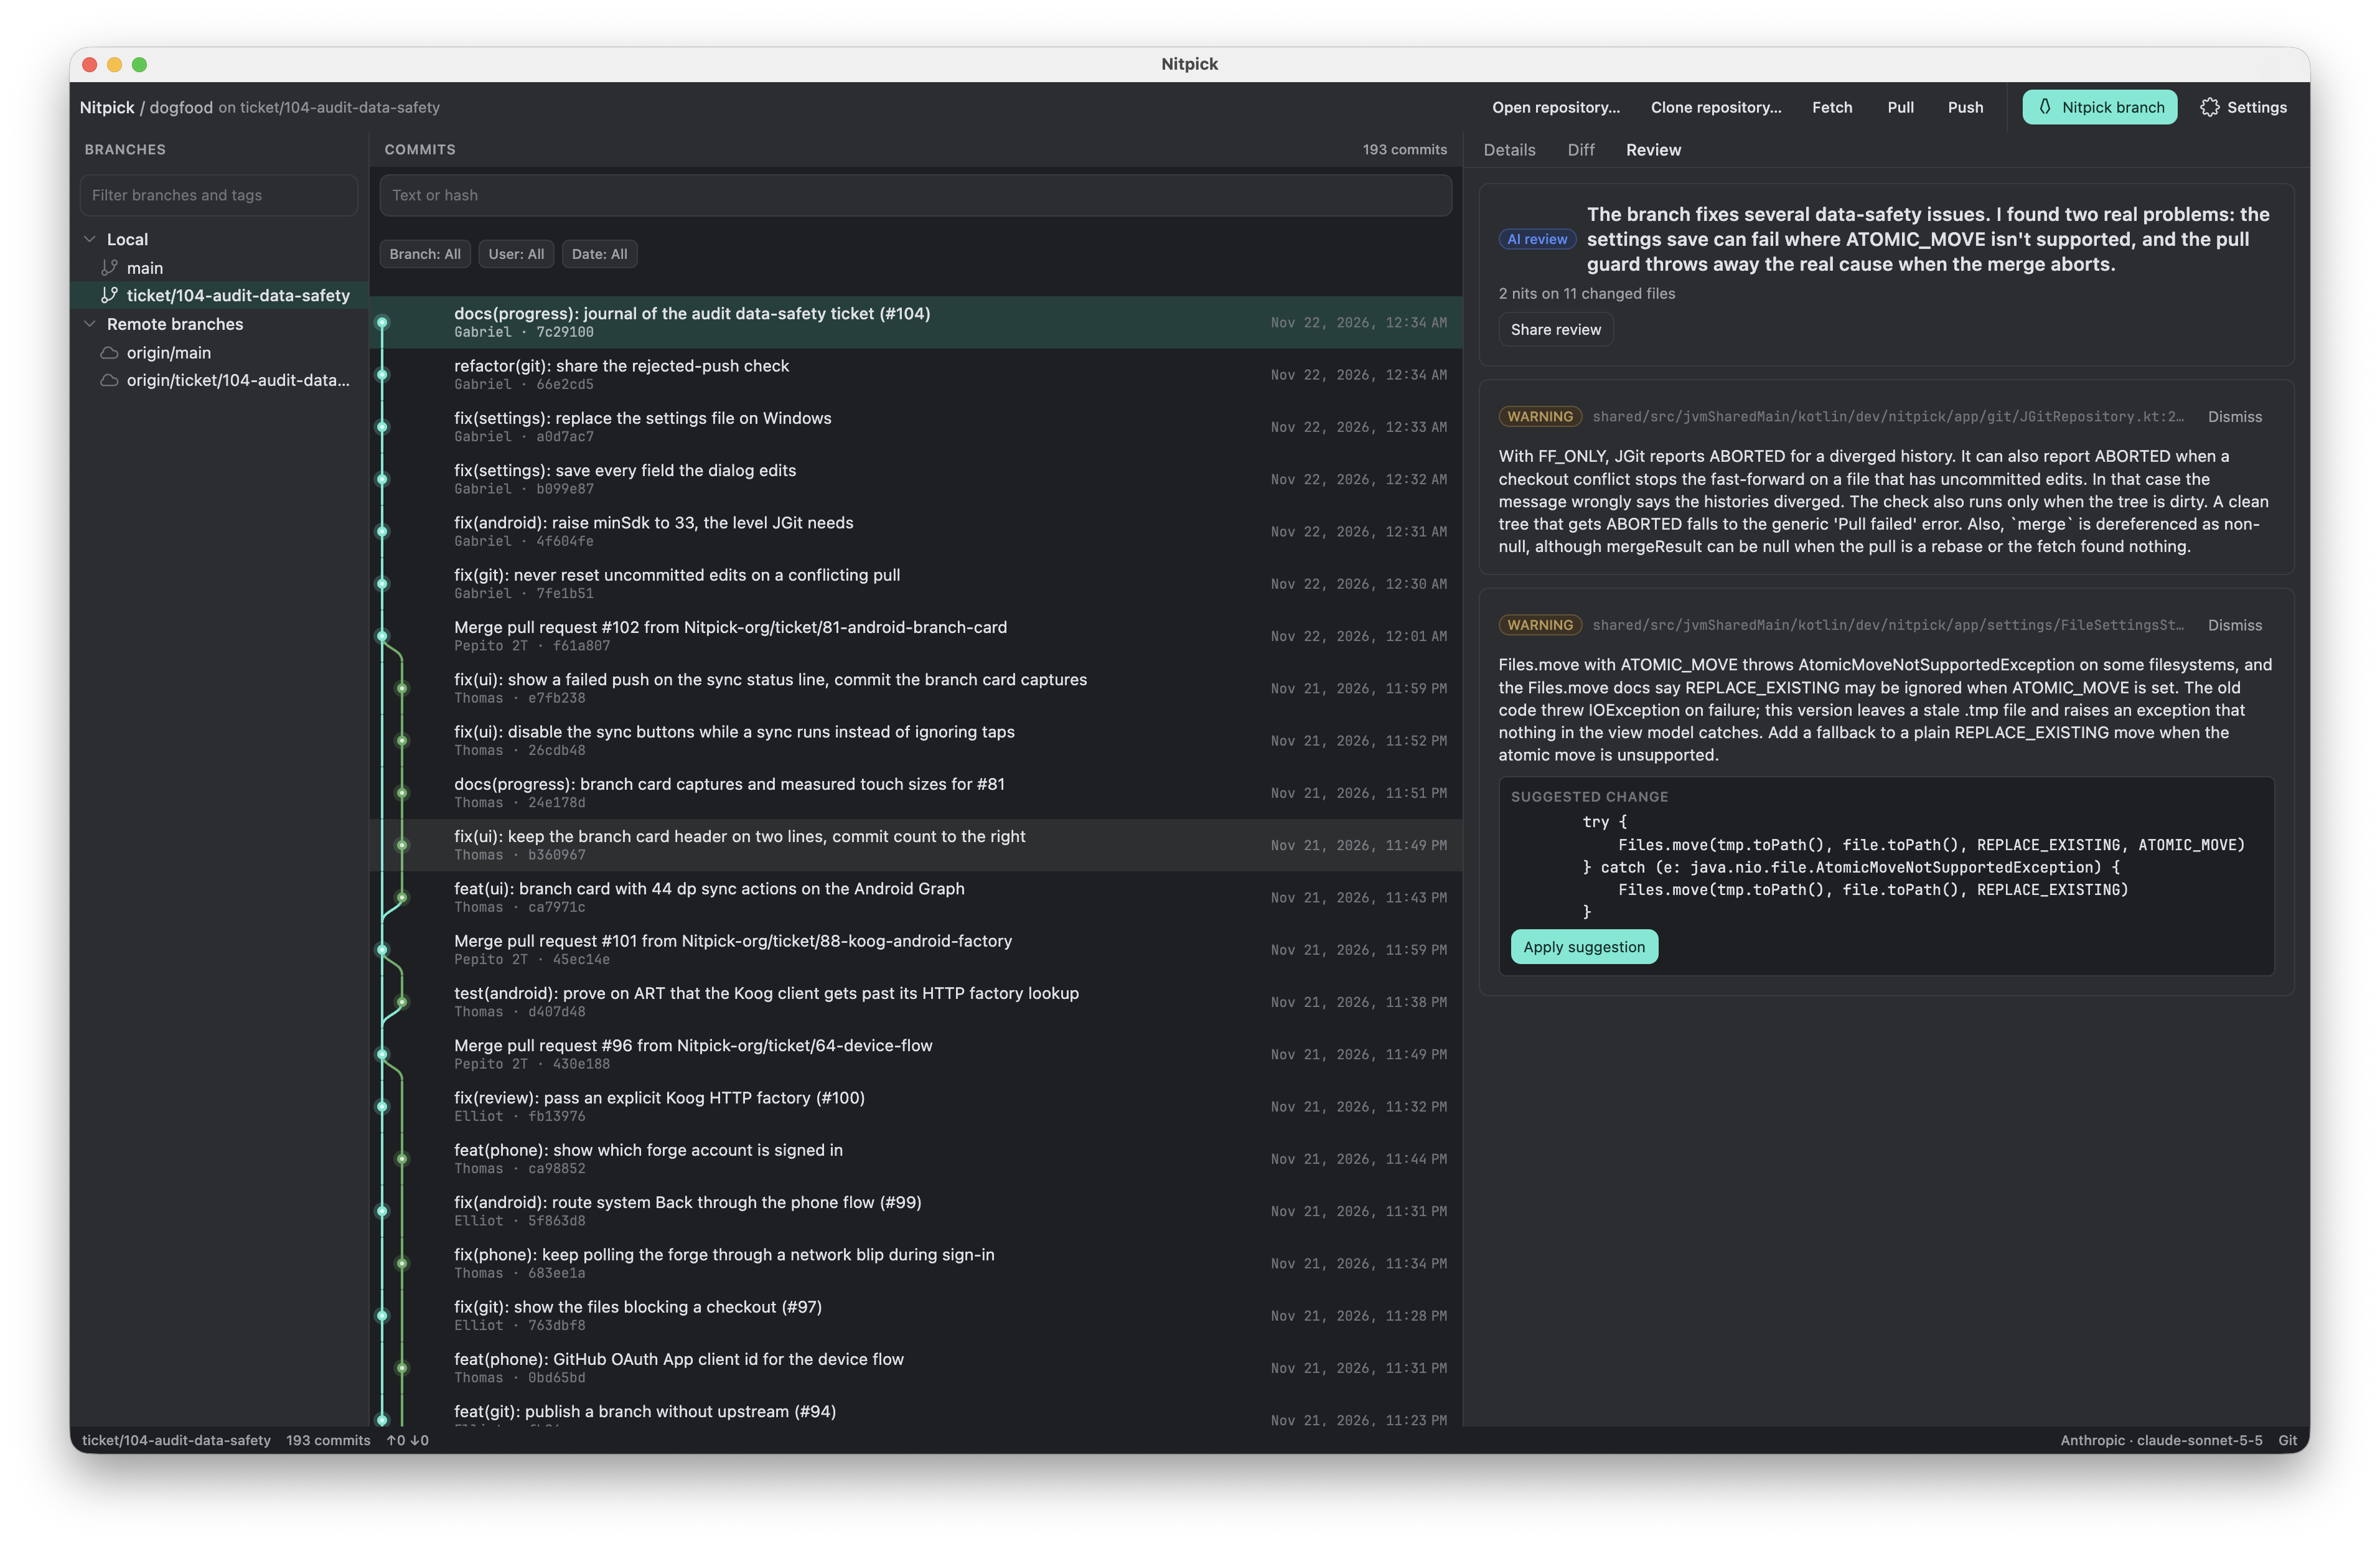 Nitpick
Nitpick / dogfood on ticket/104-audit-data-safety
Open repository...
Clone repository...
Fetch
Pull
Push
Nitpick branch
Settings
BRANCHES
Filter branches and tags
Local
main
ticket/104-audit-data-safety
Remote branches
origin/main
origin/ticket/104-audit-data...
COMMITS
193 commits
Text or hash
Branch: All
User: All
Date: All
docs(progress): journal of the audit data-safety ticket (#104)
Gabriel · 7c29100
Nov 22, 2026, 12:34 AM
refactor(git): share the rejected-push check
Gabriel · 66e2cd5
Nov 22, 2026, 12:34 AM
fix(settings): replace the settings file on Windows
Gabriel · a0d7ac7
Nov 22, 2026, 12:33 AM
fix(settings): save every field the dialog edits
Gabriel · b099e87
Nov 22, 2026, 12:32 AM
fix(android): raise minSdk to 33, the level JGit needs
Gabriel · 4f604fe
Nov 22, 2026, 12:31 AM
fix(git): never reset uncommitted edits on a conflicting pull
Gabriel · 7fe1b51
Nov 22, 2026, 12:30 AM
Merge pull request #102 from Nitpick-org/ticket/81-android-branch-card
Pepito 2T · f61a807
Nov 22, 2026, 12:01 AM
fix(ui): show a failed push on the sync status line, commit the branch card captures
Thomas · e7fb238
Nov 21, 2026, 11:59 PM
fix(ui): disable the sync buttons while a sync runs instead of ignoring taps
Thomas · 26cdb48
Nov 21, 2026, 11:52 PM
docs(progress): branch card captures and measured touch sizes for #81
Thomas · 24e178d
Nov 21, 2026, 11:51 PM
fix(ui): keep the branch card header on two lines, commit count to the right
Thomas · b360967
Nov 21, 2026, 11:49 PM
feat(ui): branch card with 44 dp sync actions on the Android Graph
Thomas · ca7971c
Nov 21, 2026, 11:43 PM
Merge pull request #101 from Nitpick-org/ticket/88-koog-android-factory
Pepito 2T · 45ec14e
Nov 21, 2026, 11:59 PM
test(android): prove on ART that the Koog client gets past its HTTP factory lookup
Thomas · d407d48
Nov 21, 2026, 11:38 PM
Merge pull request #96 from Nitpick-org/ticket/64-device-flow
Pepito 2T · 430e188
Nov 21, 2026, 11:49 PM
fix(review): pass an explicit Koog HTTP factory (#100)
Elliot · fb13976
Nov 21, 2026, 11:32 PM
feat(phone): show which forge account is signed in
Thomas · ca98852
Nov 21, 2026, 11:44 PM
fix(android): route system Back through the phone flow (#99)
Elliot · 5f863d8
Nov 21, 2026, 11:31 PM
fix(phone): keep polling the forge through a network blip during sign-in
Thomas · 683ee1a
Nov 21, 2026, 11:34 PM
fix(git): show the files blocking a checkout (#97)
Elliot · 763dbf8
Nov 21, 2026, 11:28 PM
feat(phone): GitHub OAuth App client id for the device flow
Thomas · 0bd65bd
Nov 21, 2026, 11:31 PM
feat(git): publish a branch without upstream (#94)
Nov 21, 2026, 11:23 PM
Details
Diff
Review
AI review
The branch fixes several data-safety issues. I found two real problems: the
settings save can fail where ATOMIC_MOVE isn't supported, and the pull
guard throws away the real cause when the merge aborts.
2 nits on 11 changed files
Share review
WARNING
shared/src/jvmSharedMain/kotlin/dev/nitpick/app/git/JGitRepository.kt:2...
Dismiss
With FF_ONLY, JGit reports ABORTED for a diverged history. It can also report ABORTED when a
checkout conflict stops the fast-forward on a file that has uncommitted edits. In that case the
message wrongly says the histories diverged. The check also runs only when the tree is dirty. A clean
tree that gets ABORTED falls to the generic 'Pull failed' error. Also, `merge` is dereferenced as non-
null, although mergeResult can be null when the pull is a rebase or the fetch found nothing.
WARNING
shared/src/jvmSharedMain/kotlin/dev/nitpick/app/settings/FileSettingsSt...
Dismiss
Files.move with ATOMIC_MOVE throws AtomicMoveNotSupportedException on some filesystems, and
the Files.move docs say REPLACE_EXISTING may be ignored when ATOMIC_MOVE is set. The old
code threw IOException on failure; this version leaves a stale .tmp file and raises an exception that
nothing in the view model catches. Add a fallback to a plain REPLACE_EXISTING move when the
atomic move is unsupported.
SUGGESTED CHANGE
try {
Files.move(tmp.toPath(), file.toPath(), REPLACE_EXISTING, ATOMIC_MOVE)
} catch (e: java.nio.file.AtomicMoveNotSupportedException) {
Files.move(tmp.toPath(), file.toPath(), REPLACE_EXISTING)
}
Apply suggestion
ticket/104-audit-data-safety
193 commits
↑0 ↓0
Anthropic · claude-sonnet-5-5
Git